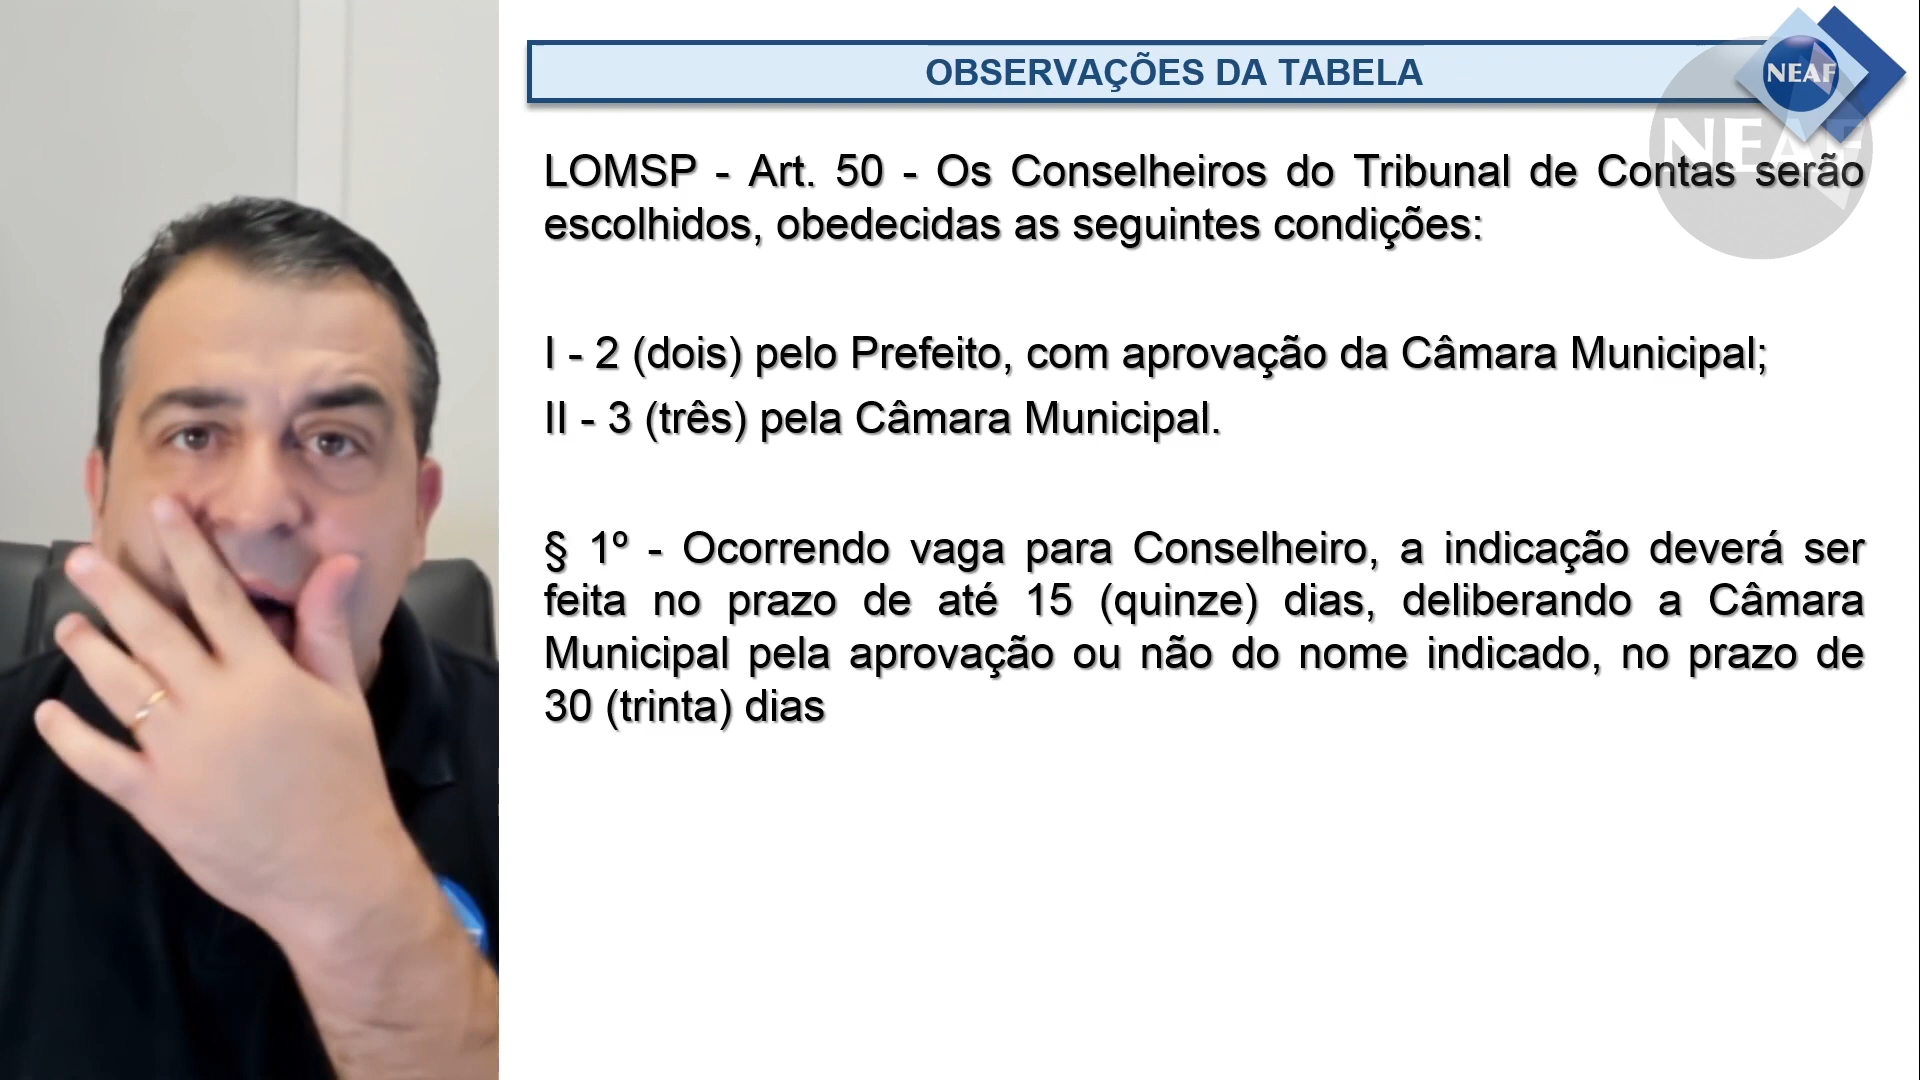 OBSERVAÇÕES DA TABELA
NEAF
NEAF
LOMSP - Art. 50 - Os Conselheiros do Tribunal de Contas serão
escolhidos, obedecidas as seguintes condições:
I - 2 (dois) pelo Prefeito, com aprovação da Câmara Municipal;
II - 3 (três) pela Câmara Municipal.
§ 1º - Ocorrendo vaga para Conselheiro, a indicação deverá ser
feita no prazo de até 15 (quinze) dias, deliberando a Câmara
Municipal pela aprovação ou não do nome indicado, no prazo de
30 (trinta) dias